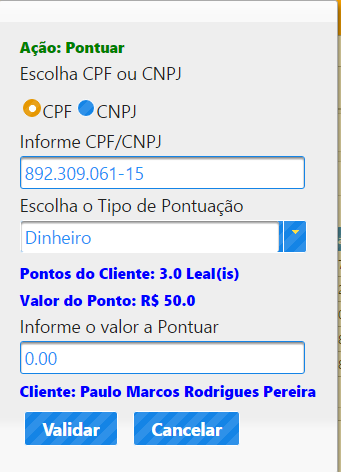 Ação: Pontuar
Escolha CPF ou CNPJ
CPF CNPJ
Informe CPF/CNPJ
892.309.061-15
Escolha o Tipo de Pontuação
Dinheiro
Pontos do Cliente: 3.0 Leal(is)
Valor do Ponto: R$ 50.0
Informe o valor a Pontuar
0.00
Cliente: Paulo Marcos Rodrigues Pereira
Validar Cancelar